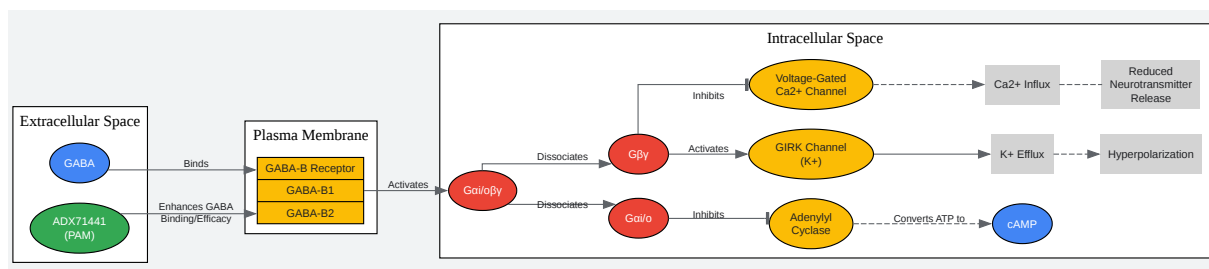 Extracellular Space
GABA
ADX71441
(PAM)
Binds
Enhances GABA
Binding/Efficacy
Plasma Membrane
GABA-B Receptor
GABA-B1
GABA-B2
Activates
Intracellular Space
Gαi/oβγ
Dissociates
Dissociates
Gβγ
Gαi/o
Inhibits
Activates
Inhibits
Voltage-Gated
Ca2+ Channel
GIRK Channel
(K+)
Adenylyl
Cyclase
Converts ATP to
Ca2+ Influx
K+ Efflux
cAMP
Reduced
Neurotransmitter
Release
Hyperpolarization